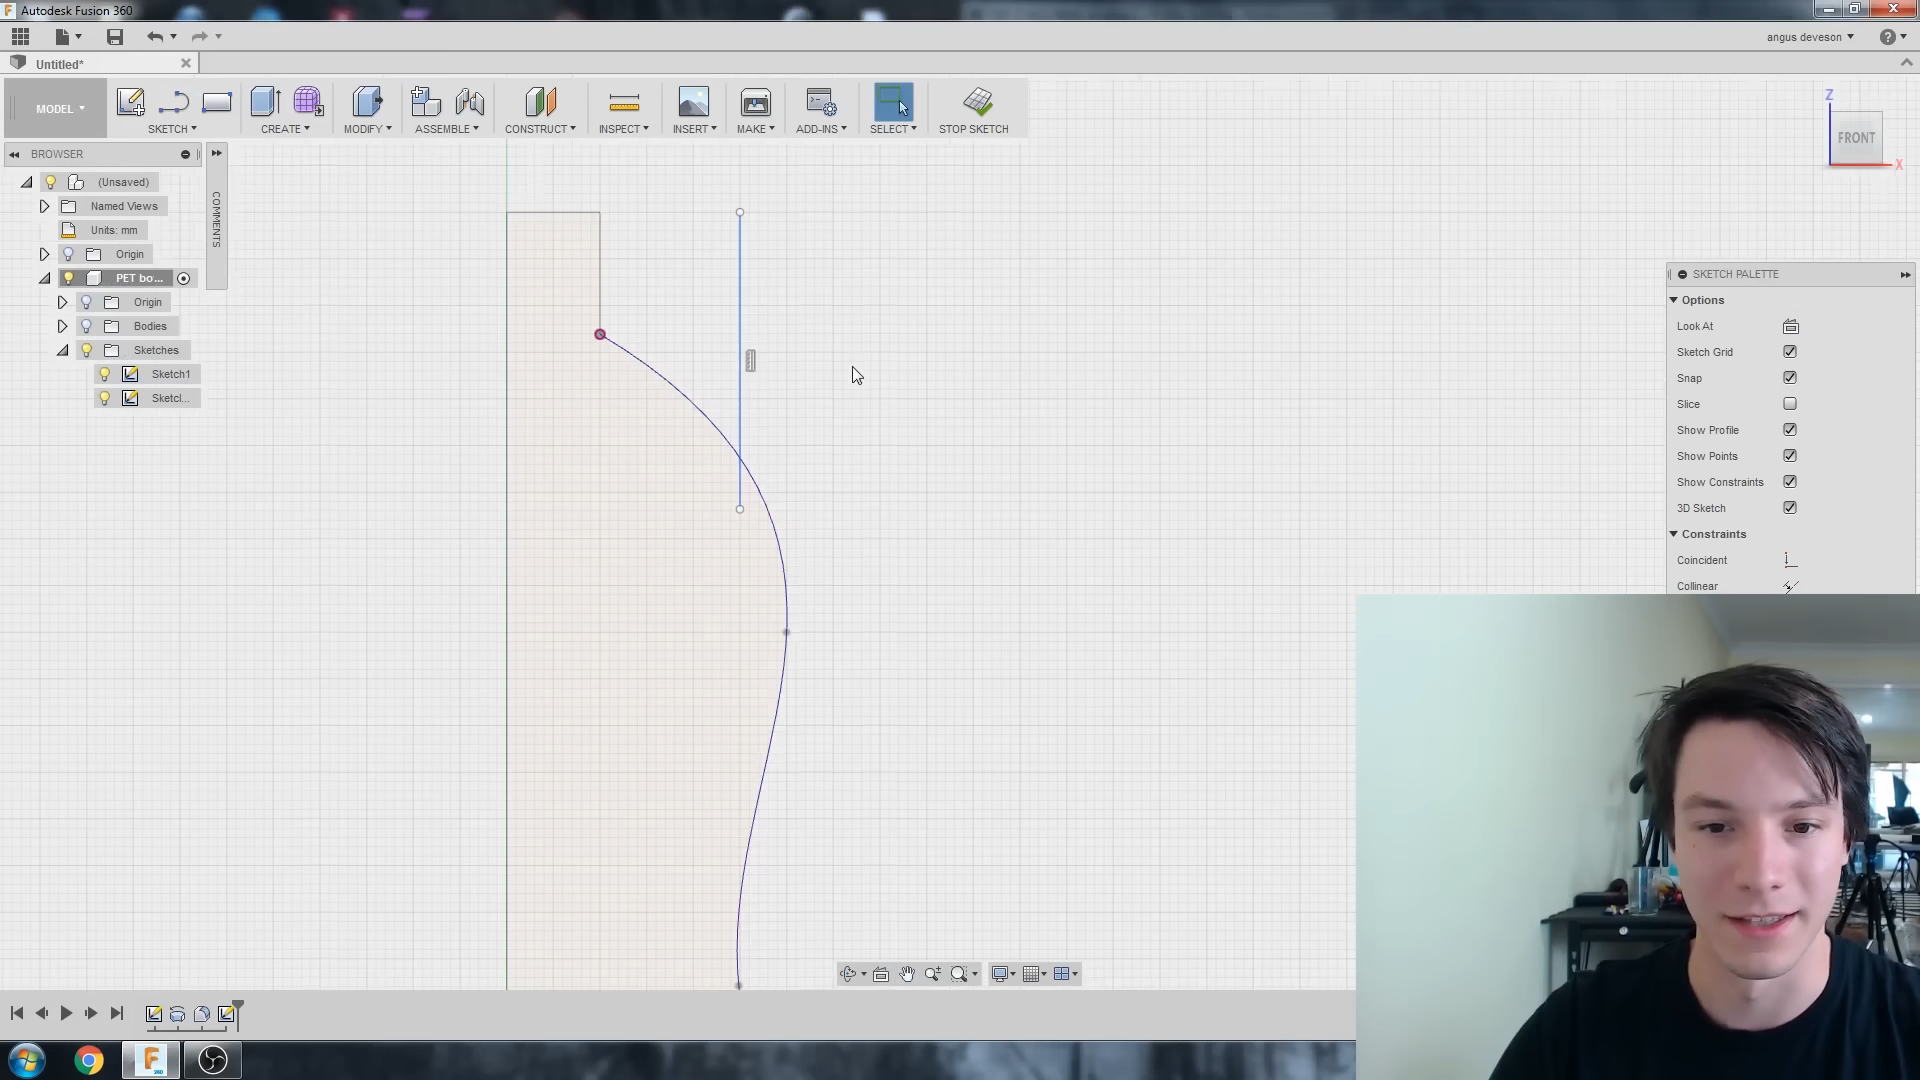 Autodesk Fusion 360
angus deveson
Untitled*
MODEL
SKETCH
CREATE
MODIFY
ASSEMBLE
CONSTRUCT
INSPECT
INSERT
MAKE
ADD-INS
SELECT
STOP SKETCH
Z
FRONT
X
BROWSER
COMMENTS
(Unsaved)
Named Views
Units: mm
Origin
PET bo...
Origin
Bodies
Sketches
Sketch1
Sketcl...
SKETCH PALETTE
Options
Look At
Sketch Grid
Snap
Slice
Show Profile
Show Points
Show Constraints
3D Sketch
Constraints
Coincident
Collinear
F
360